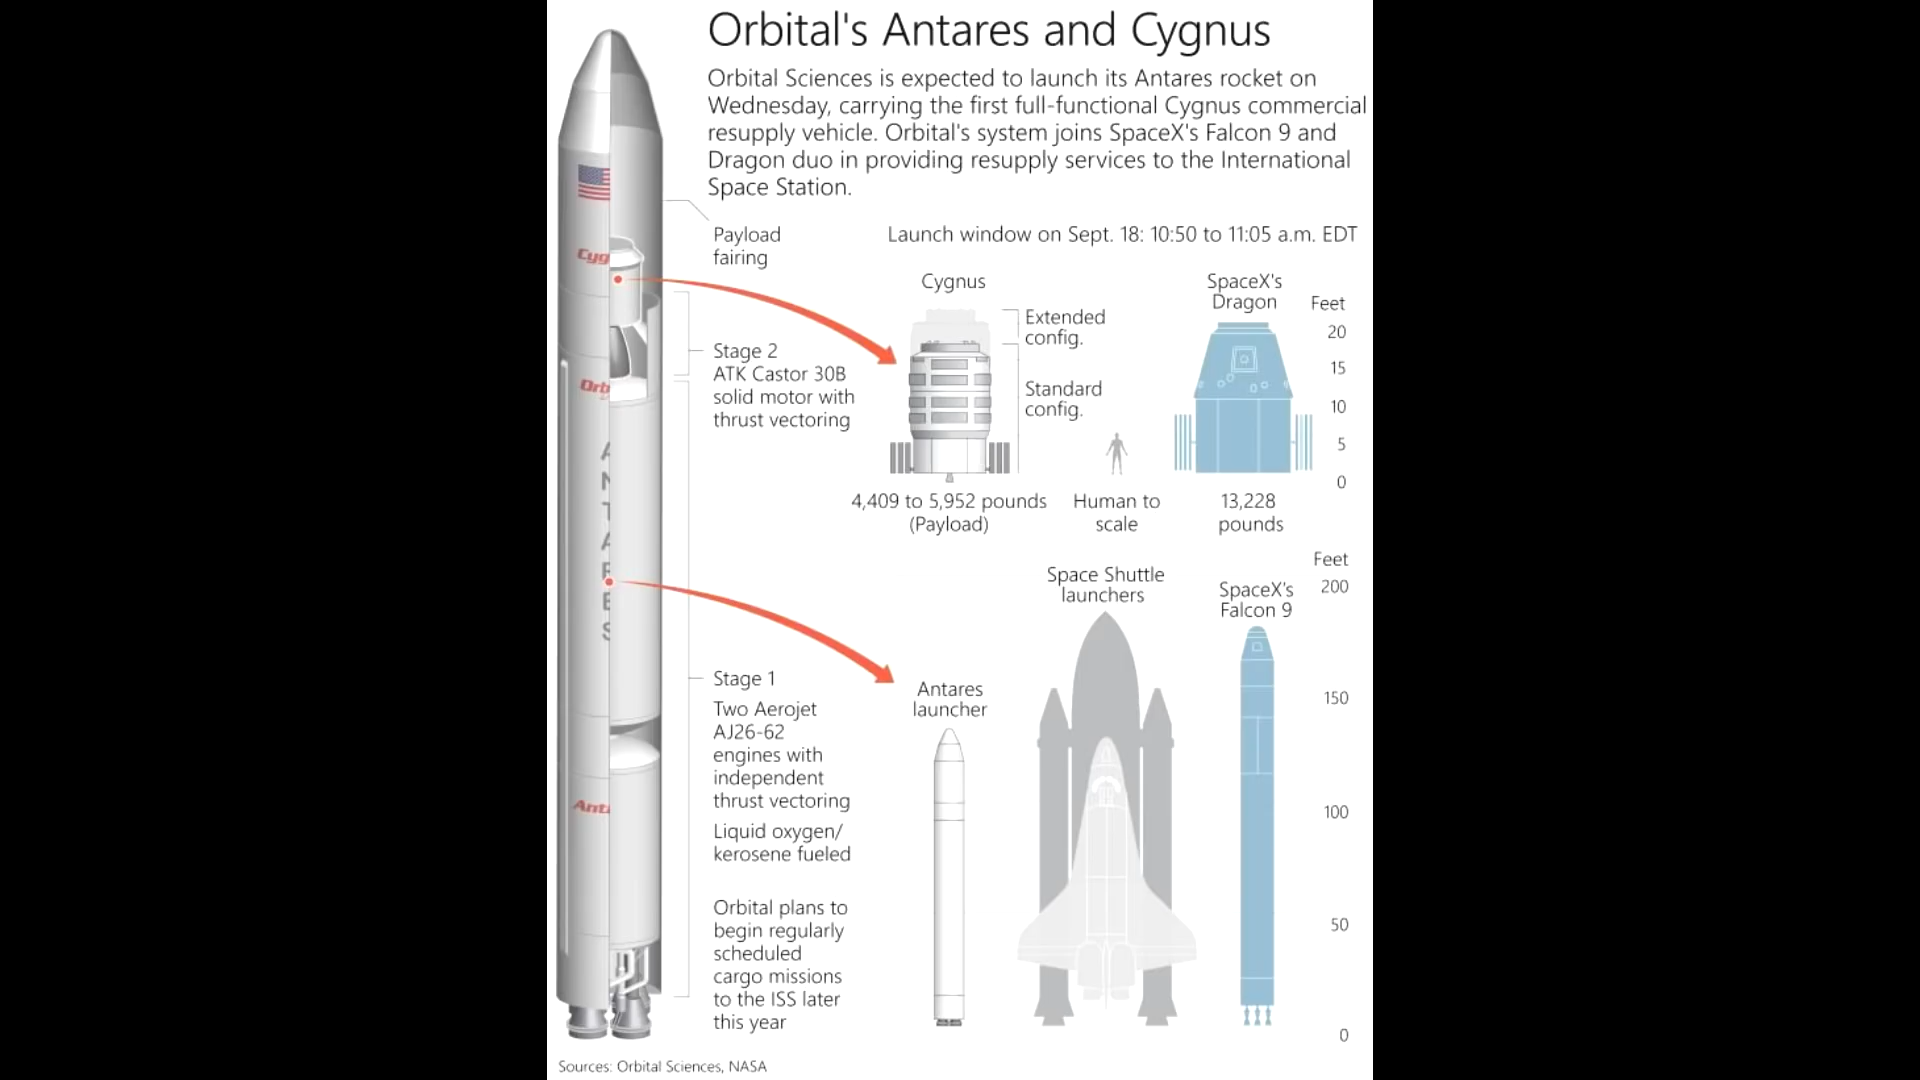 Orbital's Antares and Cygnus
Orbital Sciences is expected to launch its Antares rocket on
Wednesday, carrying the first full-functional Cygnus commercial
resupply vehicle. Orbital's system joins SpaceX's Falcon 9 and
Dragon duo in providing resupply services to the International
Space Station.
Payload
fairing
Launch window on Sept. 18: 10:50 to 11:05 a.m. EDT
Cyg
Cygnus
Extended
config.
Standard
config.
SpaceX's
Dragon
Feet
20
15
10
5
0
Stage 2
ATK Castor 30B
solid motor with
thrust vectoring
Orb
4,409 to 5,952 pounds
(Payload)
Human to
scale
13,228
pounds
A
N
T
A
R
E
S
Space Shuttle
launchers
SpaceX's
Falcon 9
Feet
200
150
100
50
0
Stage 1
Two Aerojet
AJ26-62
engines with
independent
thrust vectoring
Liquid oxygen/
kerosene fueled
Antares
launcher
Anta
Orbital plans to
begin regularly
scheduled
cargo missions
to the ISS later
this year
Sources: Orbital Sciences, NASA